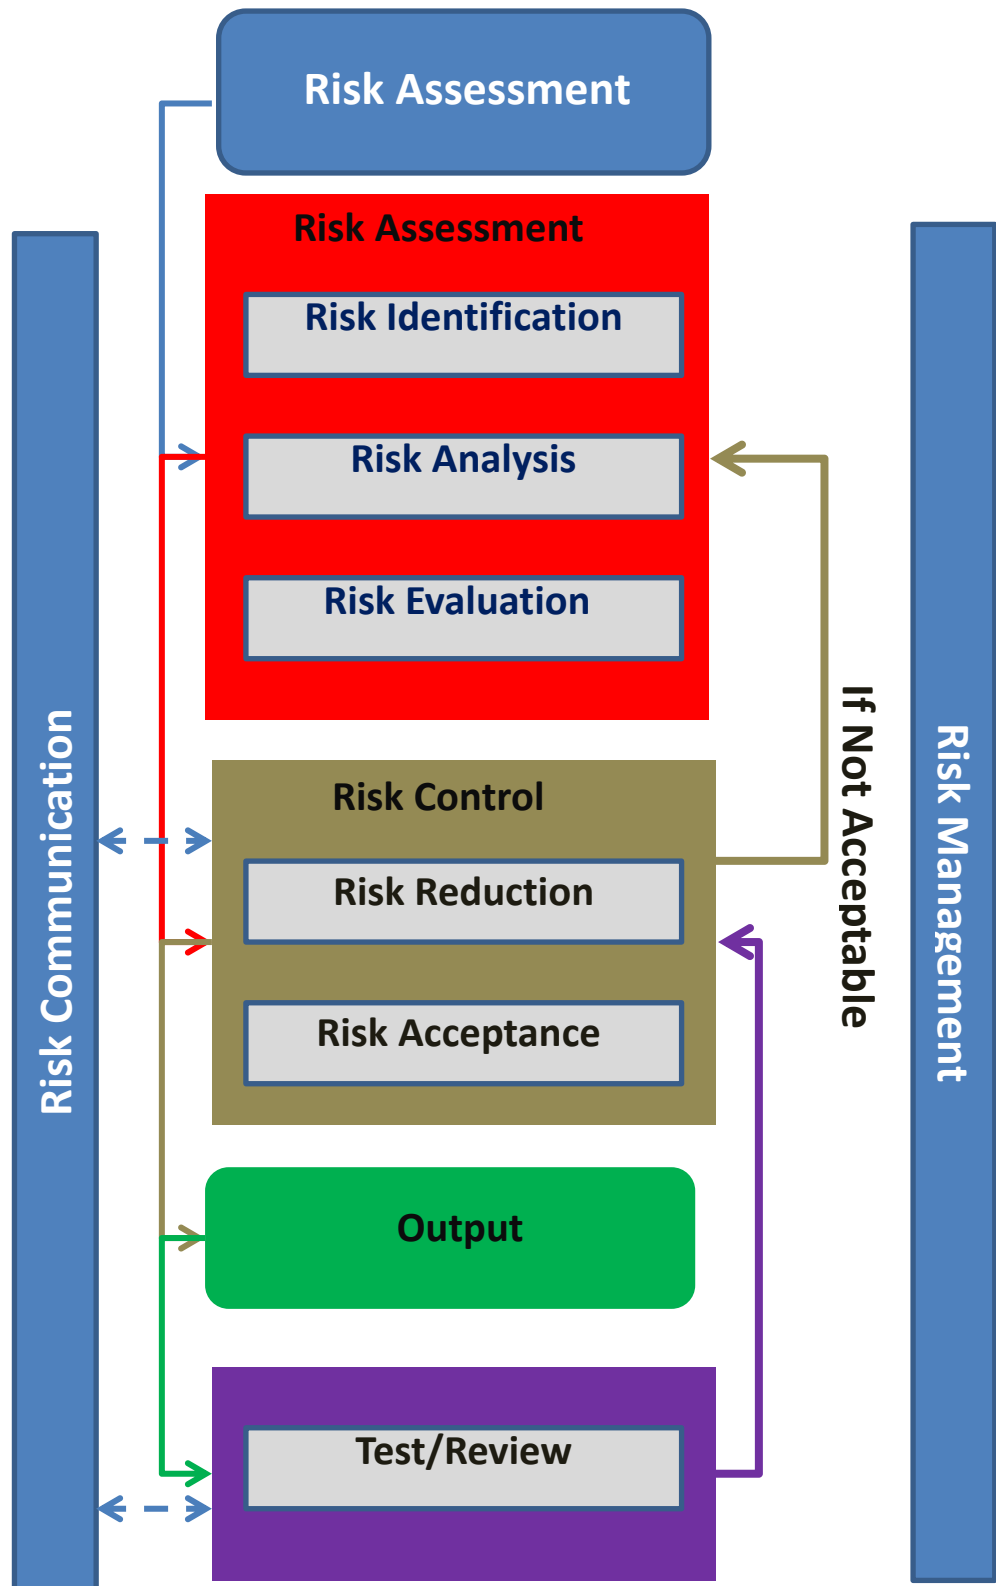 Risk Assessment
Risk Assessment
Risk Identification
Risk Analysis
Risk Evaluation
Risk Communication
If Not Acceptable
Risk Management
Risk Control
Risk Reduction
Risk Acceptance
Output
Test/Review